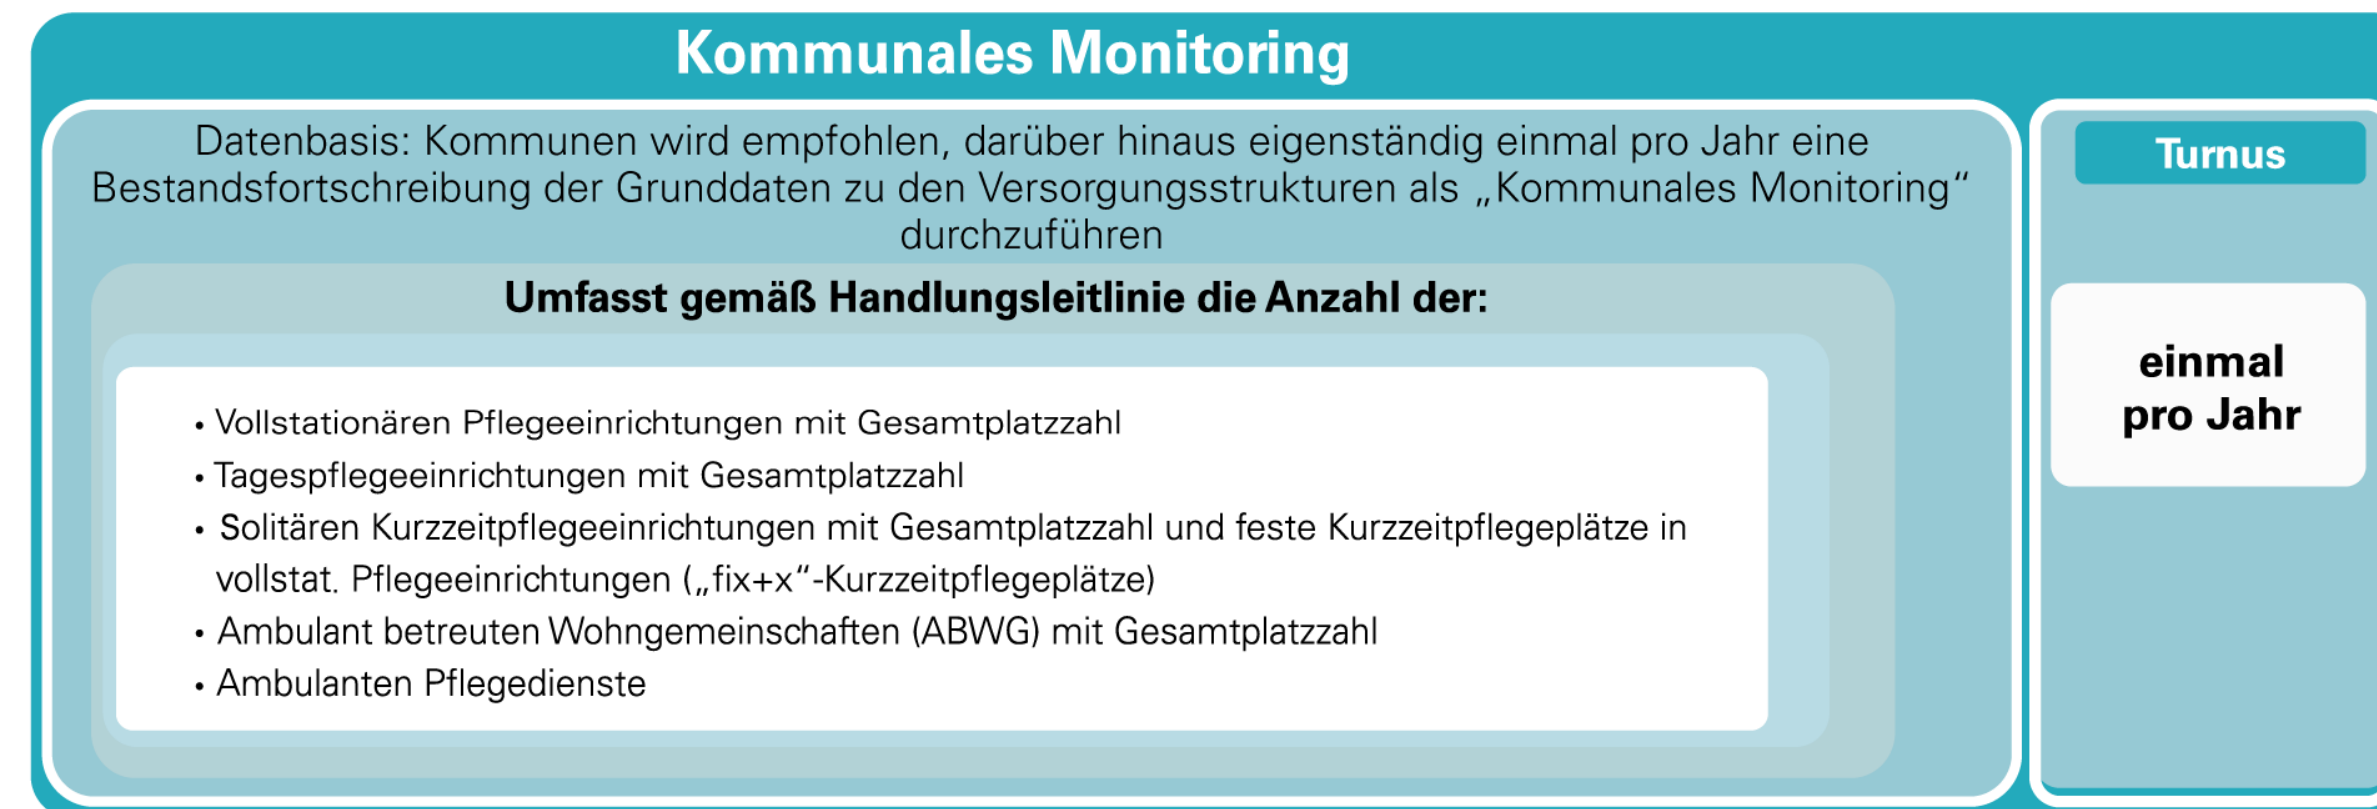 Kommunales Monitoring
Datenbasis: Kommunen wird empfohlen, darüber hinaus eigenständig einmal pro Jahr eine
Bestandsfortschreibung der Grunddaten zu den Versorgungsstrukturen als „Kommunales Monitoring“
durchzuführen
Umfasst gemäß Handlungsleitlinie die Anzahl der:
• Vollstationären Pflegeeinrichtungen mit Gesamtplatzzahl
• Tagespflegeeinrichtungen mit Gesamtplatzzahl
• Solitären Kurzzeitpflegeeinrichtungen mit Gesamtplatzzahl und feste Kurzzeitpflegeplätze in
vollstat. Pflegeeinrichtungen („fix+x“-Kurzzeitpflegeplätze)
• Ambulant betreuten Wohngemeinschaften (ABWG) mit Gesamtplatzzahl
• Ambulanten Pflegedienste
Turnus
einmal
pro Jahr